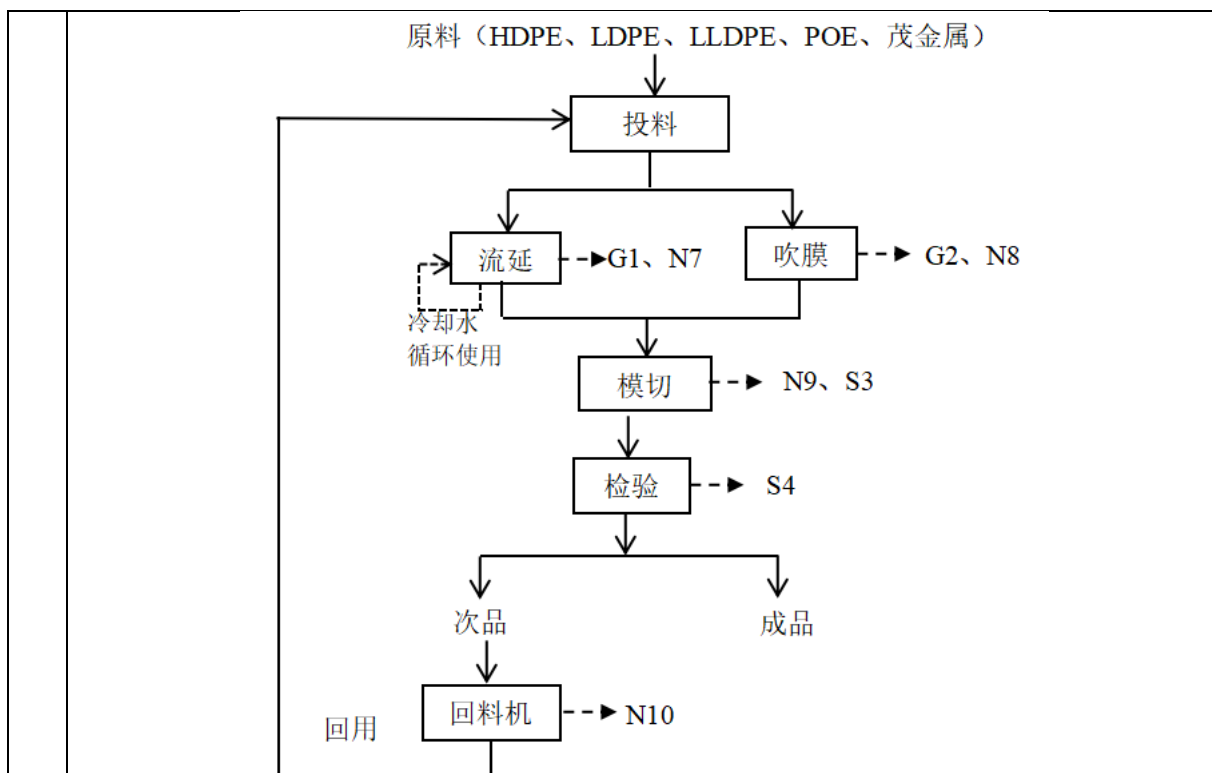 原料（HDPE、LDPE、LLDPE、POE、茂金属）
投料
流延
G1、N7
吹膜
G2、N8
冷却水
循环使用
模切
N9、S3
检验
S4
次品
成品
回料机
N10
回用